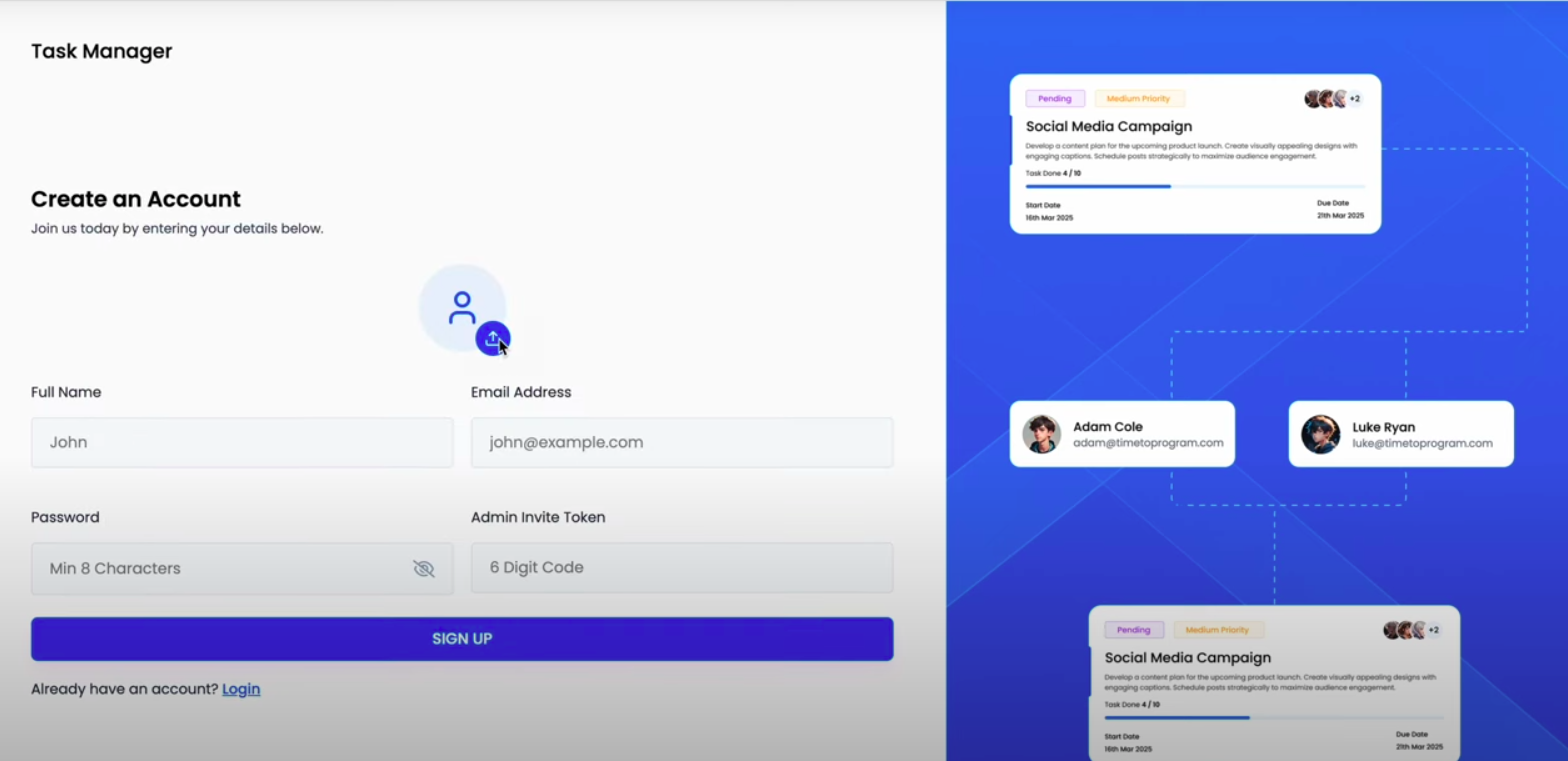 Task Manager
Create an Account
Join us today by entering your details below.
Full Name
Email Address
John
john@example.com
Password
Admin Invite Token
Min 8 Characters
6 Digit Code
SIGN UP
Already have an account? Login
Pending
Medium Priority
+2
Social Media Campaign
Develop a content plan for the upcoming product launch. Create visually appealing designs with
engaging captions. Schedule posts strategically to maximize audience engagement.
Task Done 4 / 10
Start Date
Due Date
16th Mar 2025
21th Mar 2025
Adam Cole
adam@timetoprogram.com
Luke Ryan
luke@timetoprogram.com
Pending
Medium Priority
+2
Social Media Campaign
Develop a content plan for the upcoming product launch. Create visually appealing designs with
engaging captions. Schedule posts strategically to maximize audience engagement.
Task Done 4 / 10
Start Date
Due Date
16th Mar 2025
21th Mar 2025